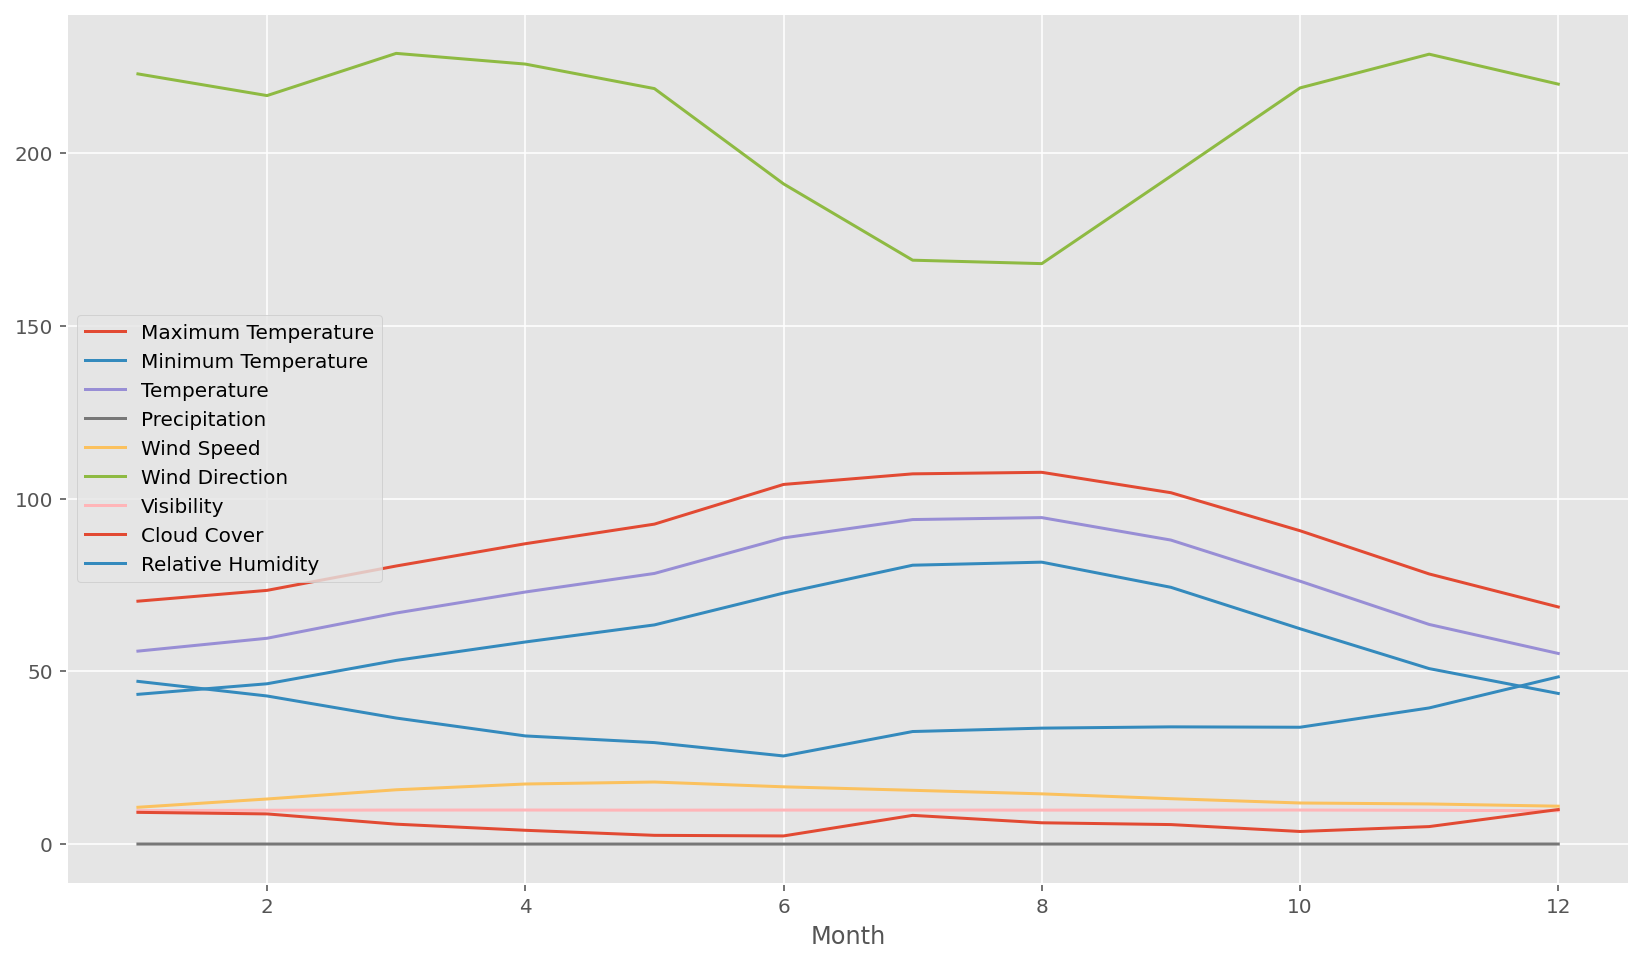 200
150
100
50
0
Maximum Temperature
Minimum Temperature
Temperature
Precipitation
Wind Speed
Wind Direction
Visibility
Cloud Cover
Relative Humidity
2 4 6 8 10 12
Month